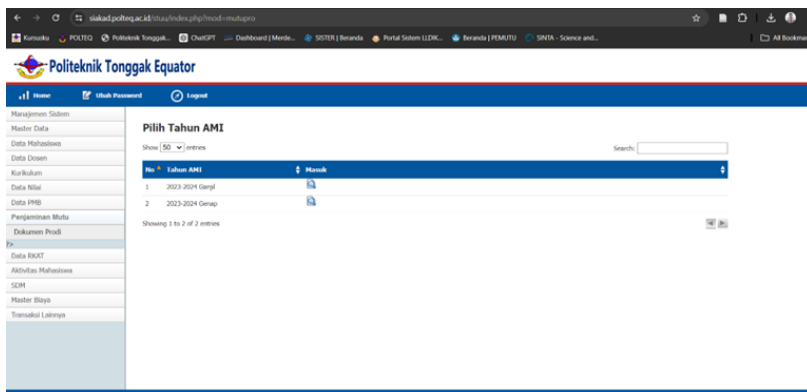 siakad.polteq.ac.id/stuu/index.php?mod=mutupro
Kumusku POLTEQ Politeknik Tonggak... ChatGPT Dashboard | Merde... SISTER | Beranda Portal Sistem LLDIK... Beranda | PEMUTU SINTA - Science and... All Bookmar
Politeknik Tonggak Equator
Home Ubah Password Logout
Manajemen Sistem
Master Data
Data Mahasiswa
Data Dosen
Kurikulum
Data Nilai
Data PMB
Penjaminan Mutu
Dokumen Prodi
?>
Data RKAT
Aktivitas Mahasiswa
SDM
Master Biaya
Transaksi Lainnya
Pilih Tahun AMI
Show 50 entries Search:
No Tahun AMI Masuk
1 2023-2024 Ganjil
2 2023-2024 Genap
Showing 1 to 2 of 2 entries